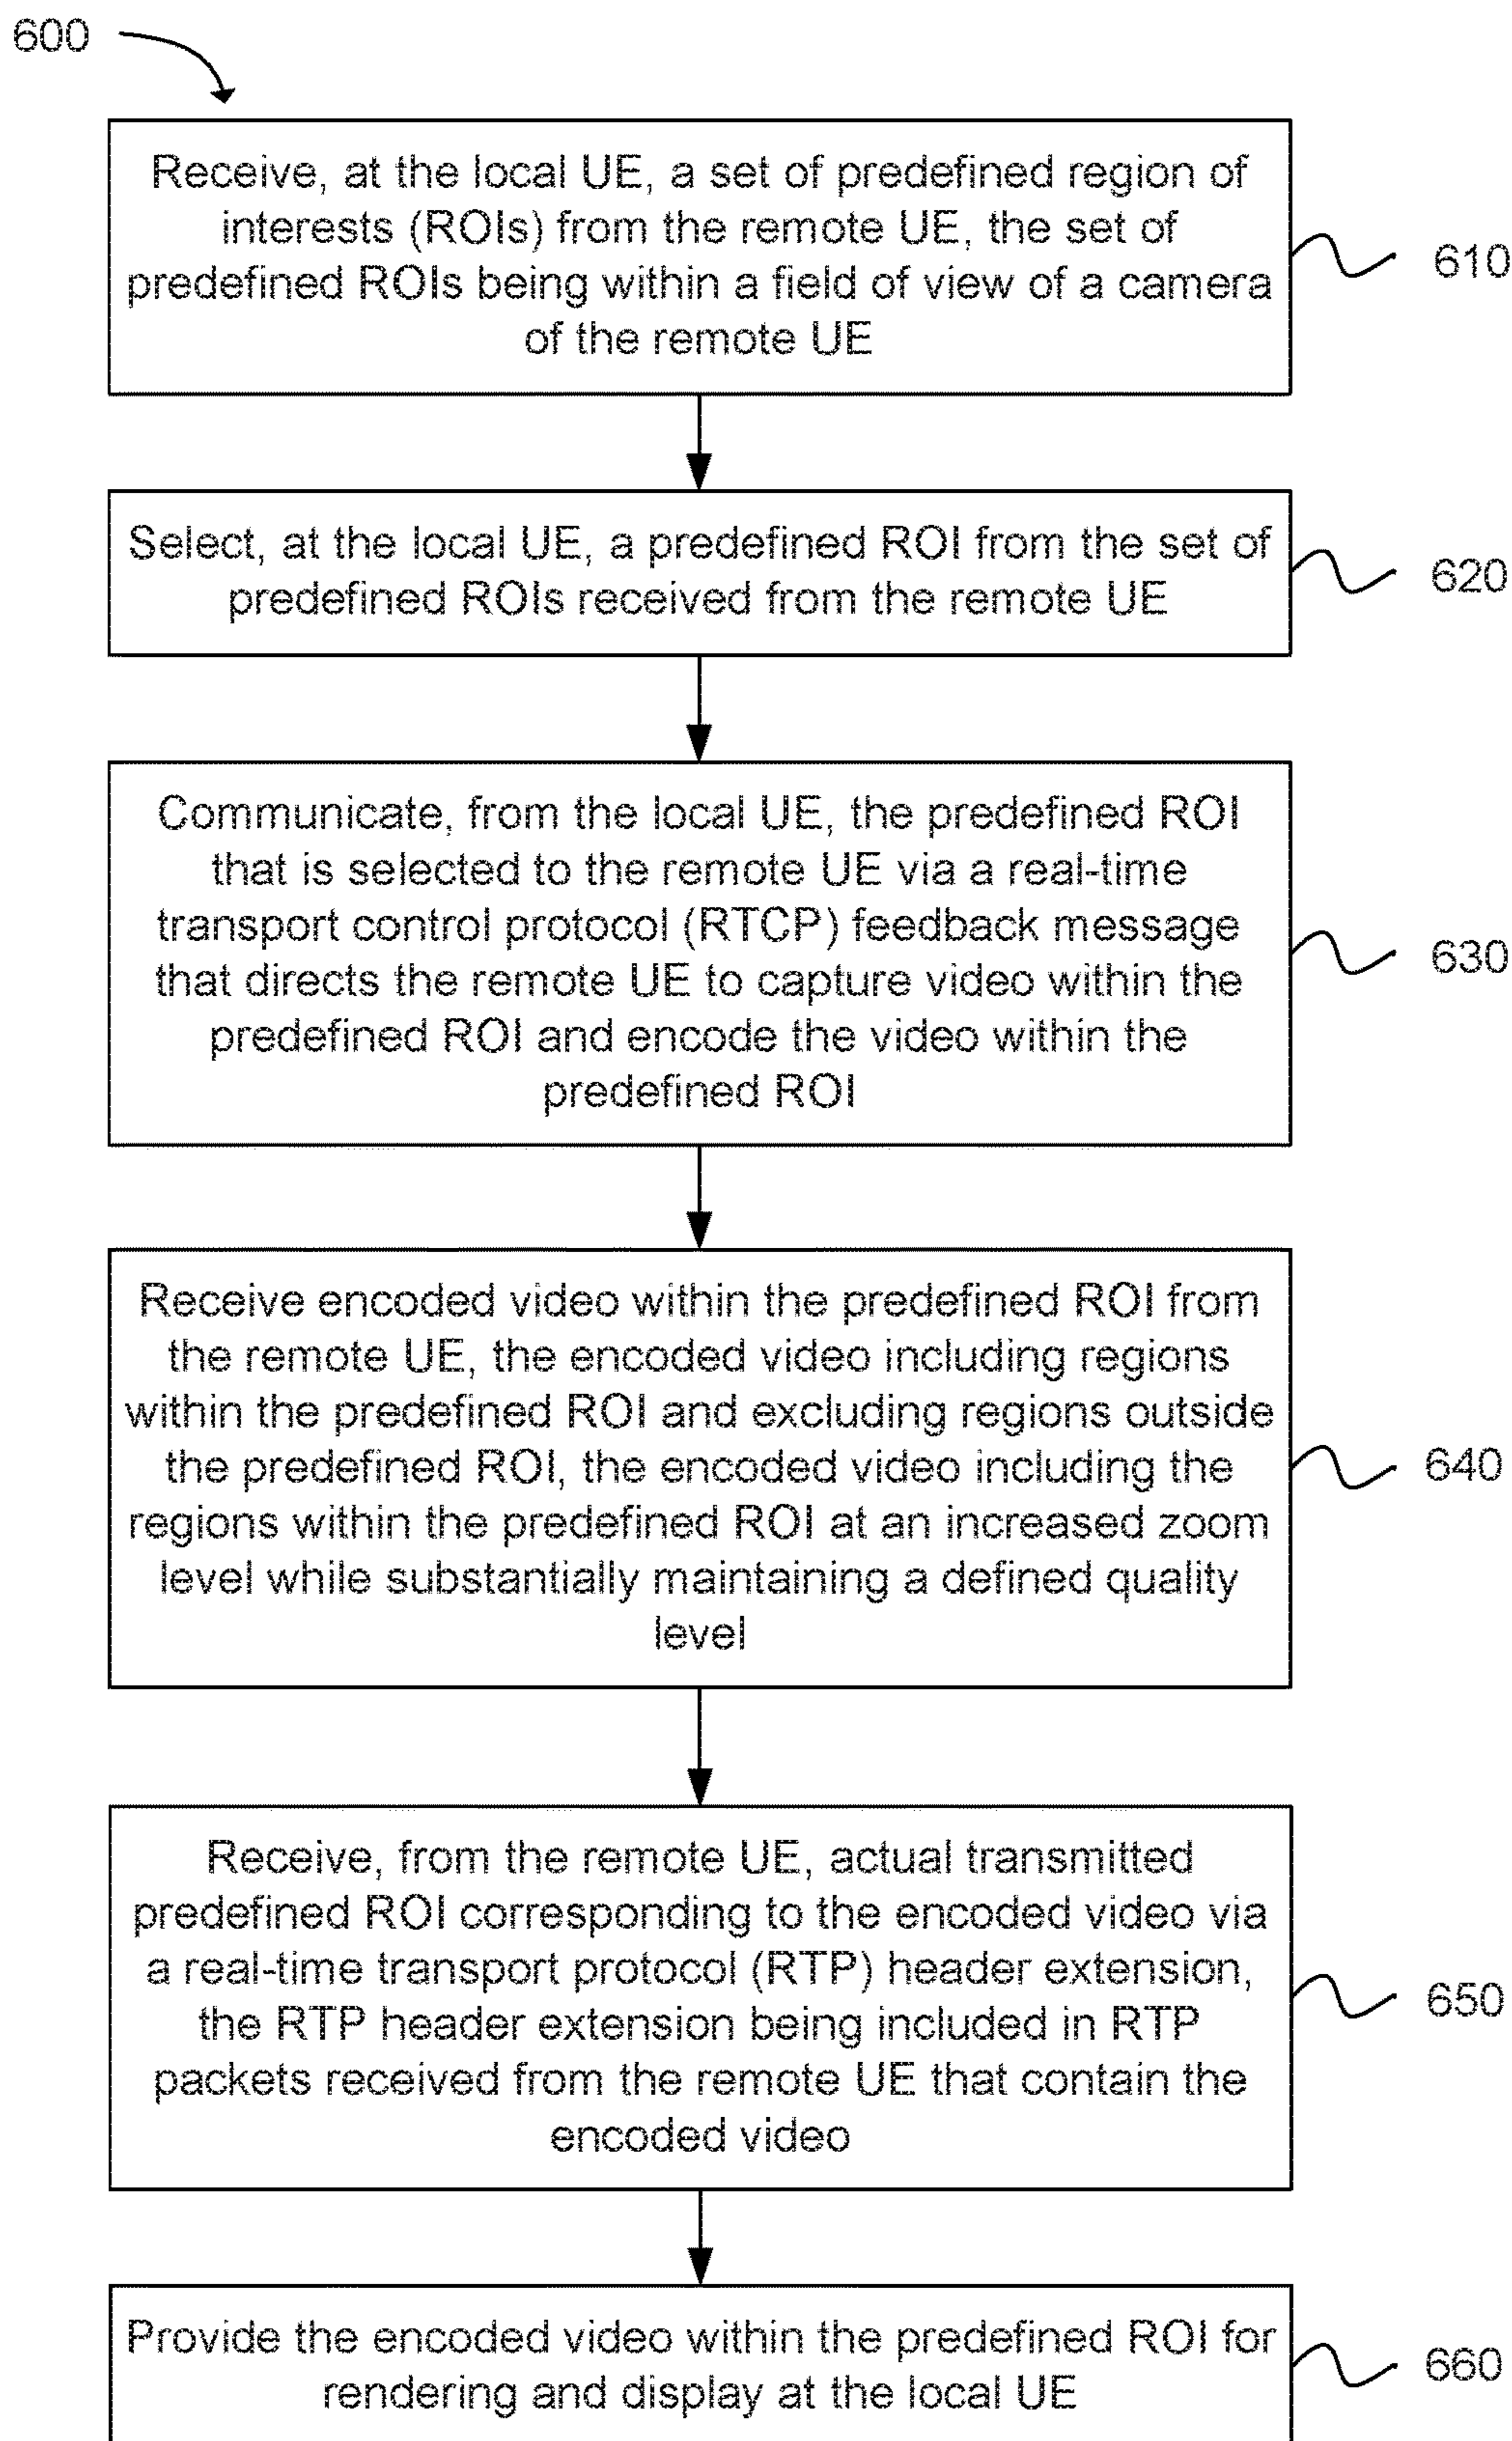 600
Receive, at the local UE, a set of predefined region of
interests (ROIs) from the remote UE, the set of
predefined ROIs being within a field of view of a camera
of the remote UE
610
Select, at the local UE, a predefined ROI from the set of
predefined ROIs received from the remote UE
620
Communicate, from the local UE, the predefined ROI
that is selected to the remote UE via a real-time
transport control protocol (RTCP) feedback message
that directs the remote UE to capture video within the
predefined ROI and encode the video within the
predefined ROI
630
Receive encoded video within the predefined ROI from
the remote UE, the encoded video including regions
within the predefined ROI and excluding regions outside
the predefined ROI, the encoded video including the
regions within the predefined ROI at an increased zoom
level while substantially maintaining a defined quality
level
640
Receive, from the remote UE, actual transmitted
predefined ROI corresponding to the encoded video via
a real-time transport protocol (RTP) header extension,
the RTP header extension being included in RTP
packets received from the remote UE that contain the
encoded video
650
Provide the encoded video within the predefined ROI for
rendering and display at the local UE
660